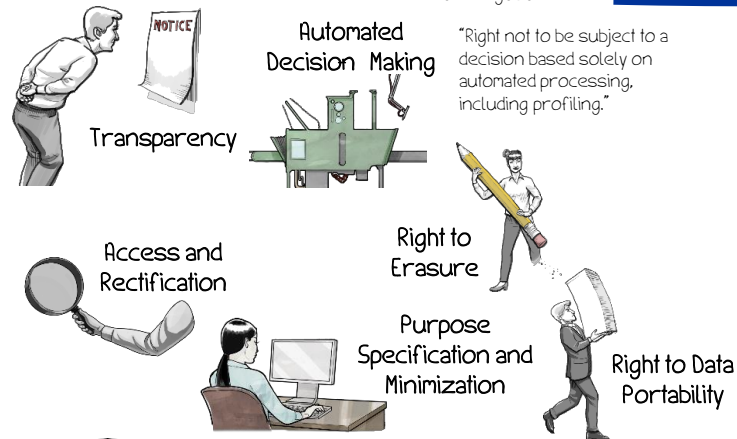 NOTICE
Automated
Decision Making
"Right not to be subject to a
decision based solely on
automated processing,
including profiling."
Transparency
Access and
Rectification
Right to
Erasure
Purpose
Specification and
Minimization
Right to Data
Portability